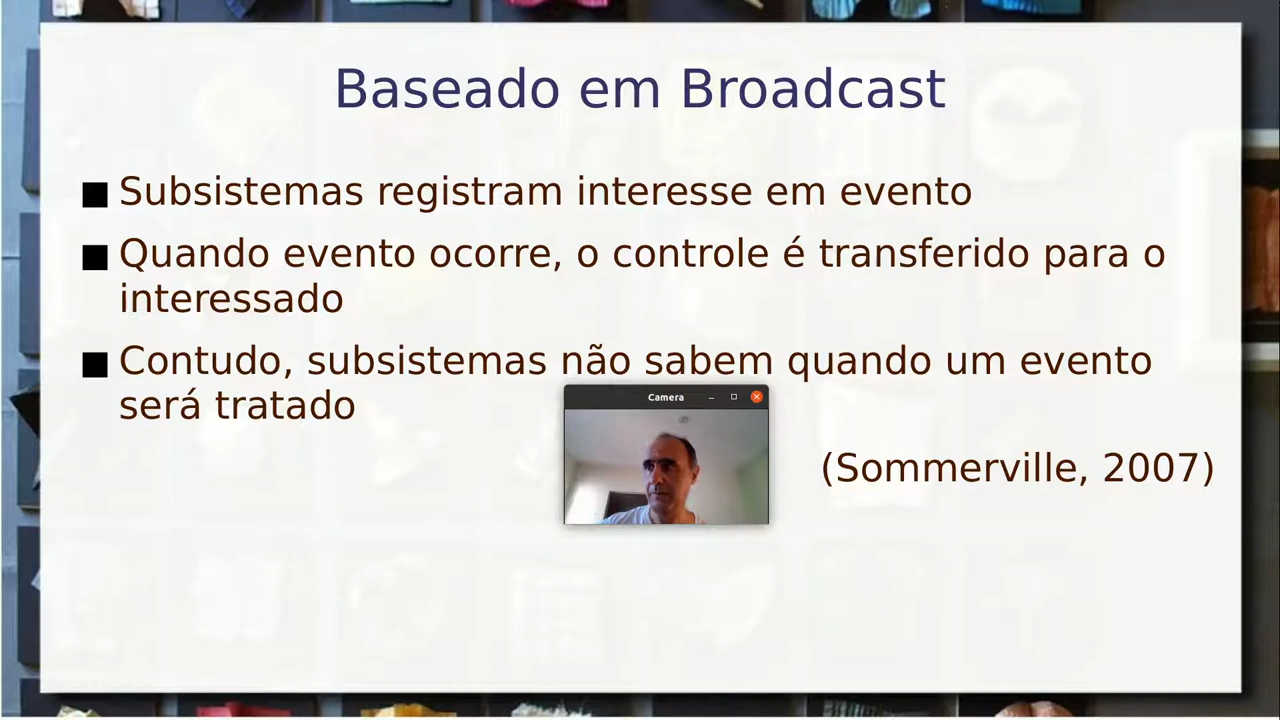 Baseado em Broadcast
Subsistemas registram interesse em evento
Quando evento ocorre, o controle é transferido para o
interessado
Contudo, subsistemas não sabem quando um evento
será tratado
Camera
(Sommerville, 2007)